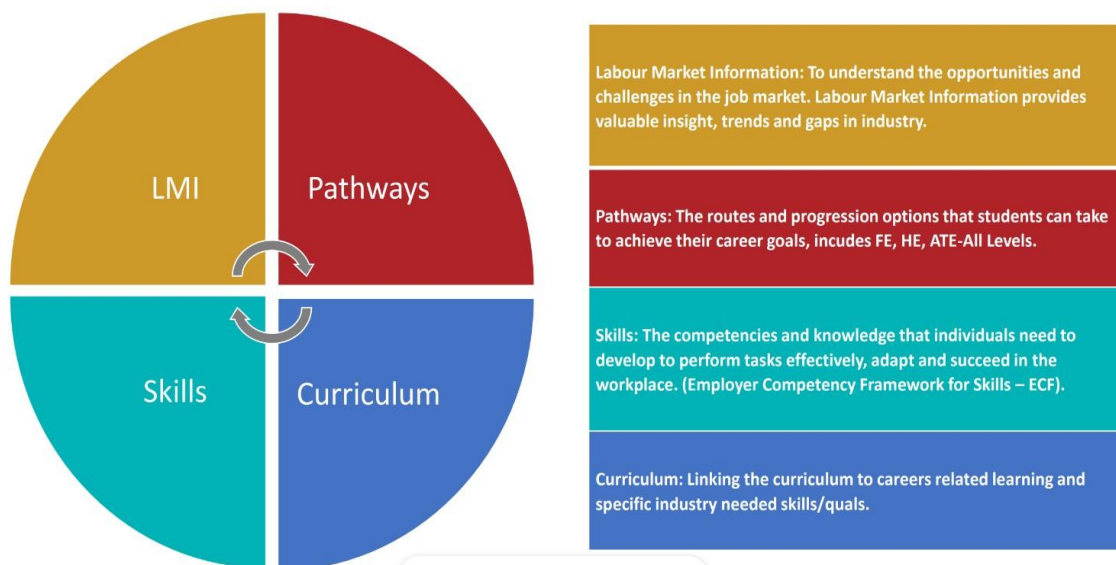 LMI
Pathways
Skills
Curriculum
Labour Market Information: To understand the opportunities and
challenges in the job market. Labour Market Information provides
valuable insight, trends and gaps in industry.
Pathways: The routes and progression options that students can take
to achieve their career goals, incudes FE, HE, ATE-All Levels.
Skills: The competencies and knowledge that individuals need to
develop to perform tasks effectively, adapt and succeed in the
workplace. (Employer Competency Framework for Skills – ECF).
Curriculum: Linking the curriculum to careers related learning and
specific industry needed skills/quals.